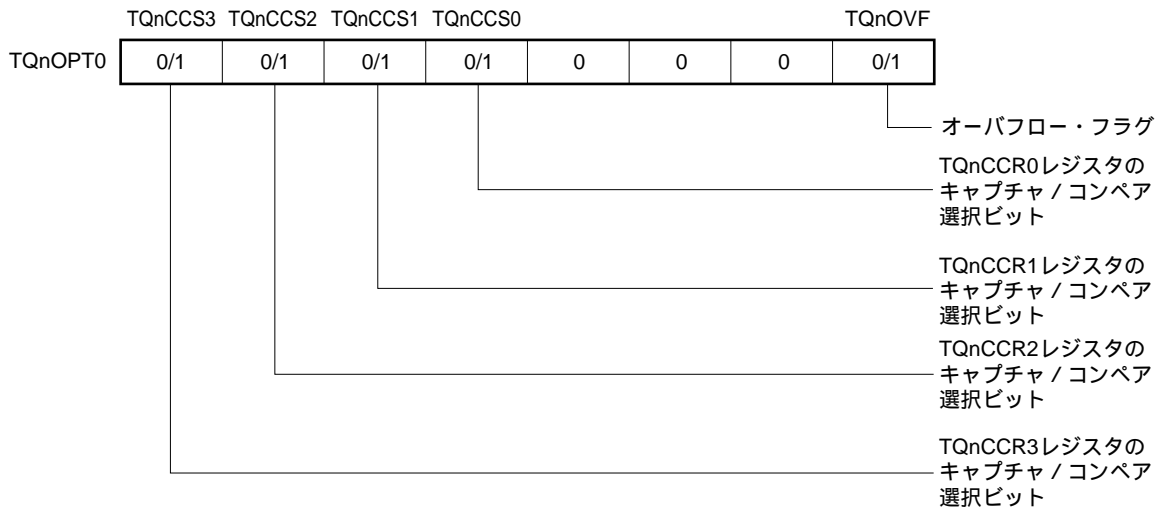 TQnCCS3 TQnCCS2 TQnCCS1 TQnCCS0 TQnOVF
TQnOPT0 0/1 0/1 0/1 0/1 0 0 0 0/1
オーバフロー・フラグ
TQnCCR0レジスタの
キャプチャ／コンペア
選択ビット
TQnCCR1レジスタの
キャプチャ／コンペア
選択ビット
TQnCCR2レジスタの
キャプチャ／コンペア
選択ビット
TQnCCR3レジスタの
キャプチャ／コンペア
選択ビット